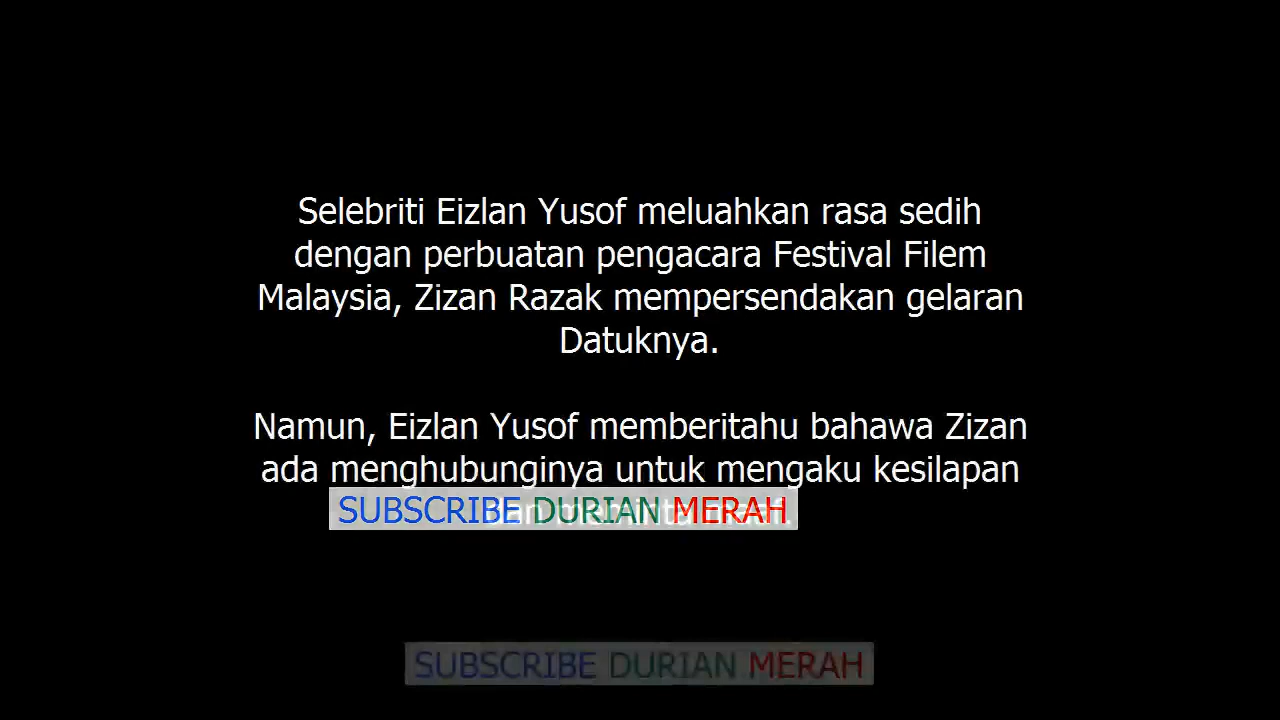 Selebriti Eizlan Yusof meluahkan rasa sedih
dengan perbuatan pengacara Festival Filem
Malaysia, Zizan Razak mempersendakan gelaran
Datuknya.
Namun, Eizlan Yusof memberitahu bahawa Zizan
ada menghubunginya untuk mengaku kesilapan
SUBSCRIBE DURIAN MERAH
SUBSCRIBE DURIAN MERAH